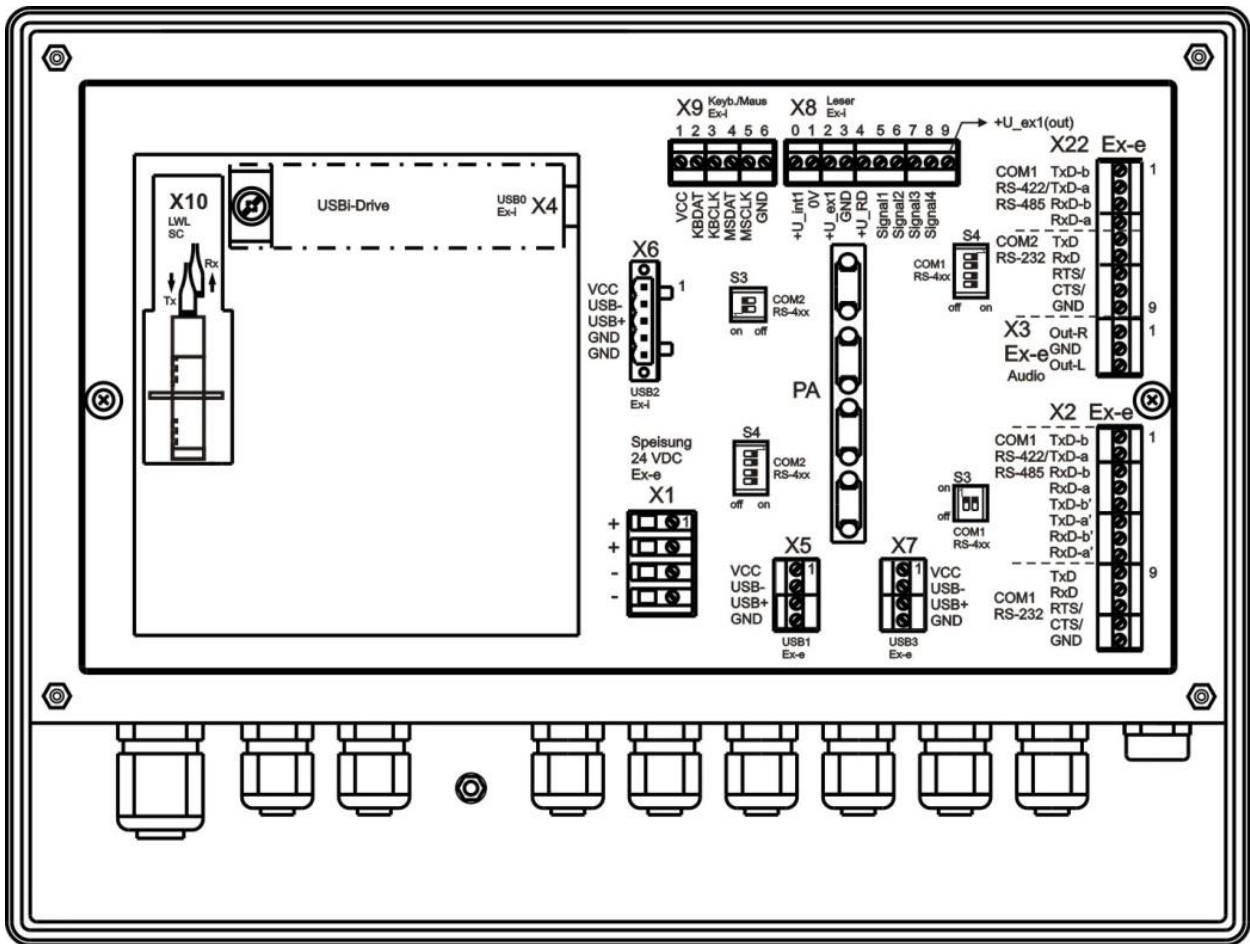 X10
LWL
SC
Rx
Tx
USBi-Drive
USB0
Ex-i
X4
X9 Keyb./Maus
Ex-i
1 2 3 4 5 6
VCC
KBDAT
KBCLK
MSDAT
MSCLK
GND
X8 Leser
Ex-i
0 1 2 3 4 5 6 7 8 9
+U_ex1(out)
+U_int1
0V
+U_ex1
GND
+U_RD
Signal1
Signal2
Signal3
Signal4
X6
1
VCC
USB-
USB+
GND
GND
USB2
Ex-i
S3
COM2
RS-4xx
on off
S4
COM1
RS-4xx
on off
PA
X22 Ex-e
COM1 TxD-b 1
RS-422/TxD-a
RS-485 RxD-b
RxD-a
COM2 TxD
RS-232 RxD
RTS/
CTS/
GND 9
X3 Out-R 1
Ex-e GND
Audio Out-L
Speisung
24 VDC
Ex-e
X1
+ 1
+
-
-
S4
COM2
RS-4xx
off on
S3
on
off
COM1
RS-4xx
X5
VCC 1
USB-
USB+
GND
USB1
Ex-e
X7
1 VCC
USB-
USB+
GND
USB3
Ex-e
X2 Ex-e
COM1 TxD-b 1
RS-422/TxD-a
RS-485 RxD-b
RxD-a
TxD-b'
TxD-a'
RxD-b'
RxD-a'
TxD 9
RxD
COM1 RTS/
RS-232 CTS/
GND